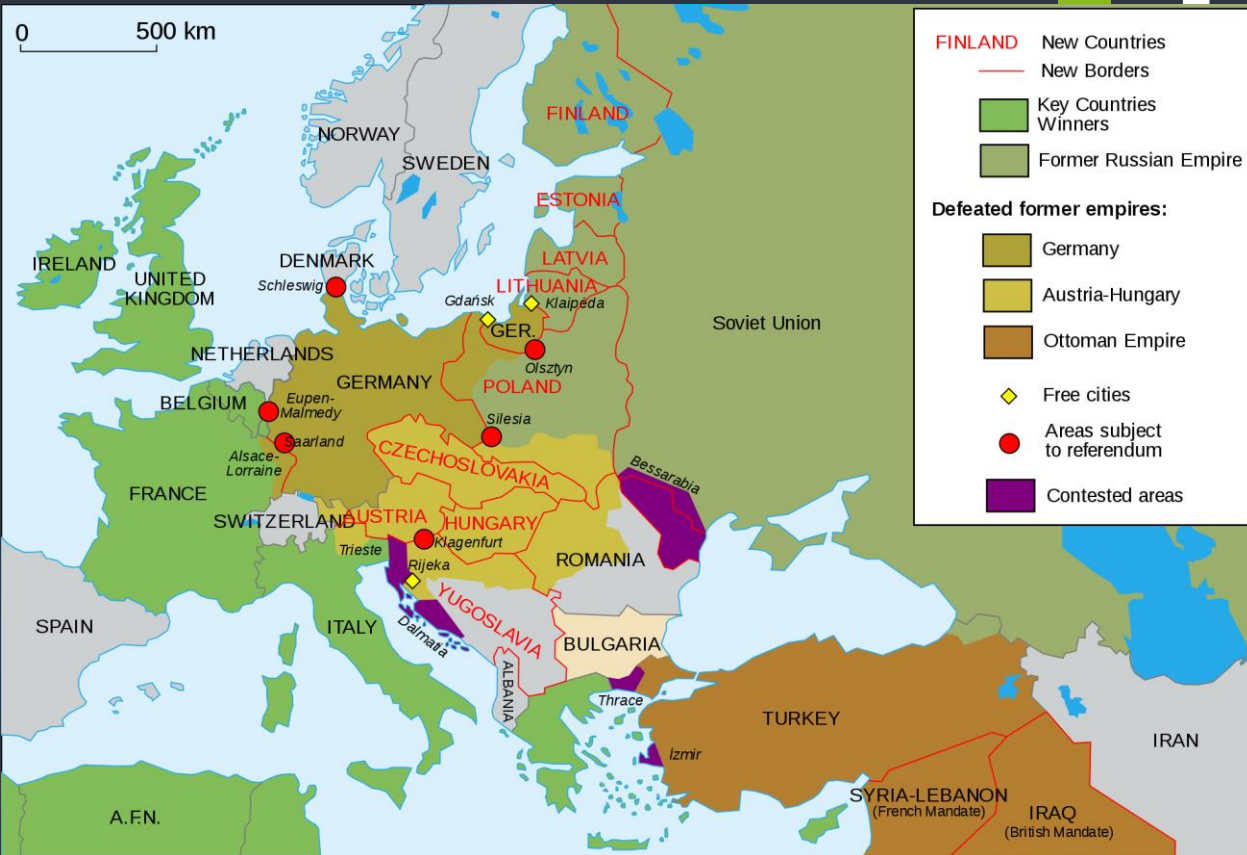 0 500 km
FINLAND New Countries
New Borders
Key Countries
Winners
Former Russian Empire
Defeated former empires:
Germany
Austria-Hungary
Ottoman Empire
Free cities
Areas subject
to referendum
Contested areas
NORWAY
SWEDEN
FINLAND
ESTONIA
LATVIA
LITHUANIA
Klaipėda
IRELAND
UNITED
KINGDOM
DENMARK
Schleswig
Gdańsk
GER.
Olsztyn
Soviet Union
NETHERLANDS
GERMANY
POLAND
BELGIUM
Eupen-
Malmedy
Silesia
Saarland
Alsace-
Lorraine
CZECHOSLOVAKIA
Bessarabia
FRANCE
SWITZERLAND
AUSTRIA
HUNGARY
Klagenfurt
Trieste
Rijeka
ROMANIA
SPAIN
ITALY
Dalmatia
YUGOSLAVIA
BULGARIA
ALBANIA
Thrace
TURKEY
İzmir
IRAN
SYRIA-LEBANON
(French Mandate)
IRAQ
(British Mandate)
A.F.N.